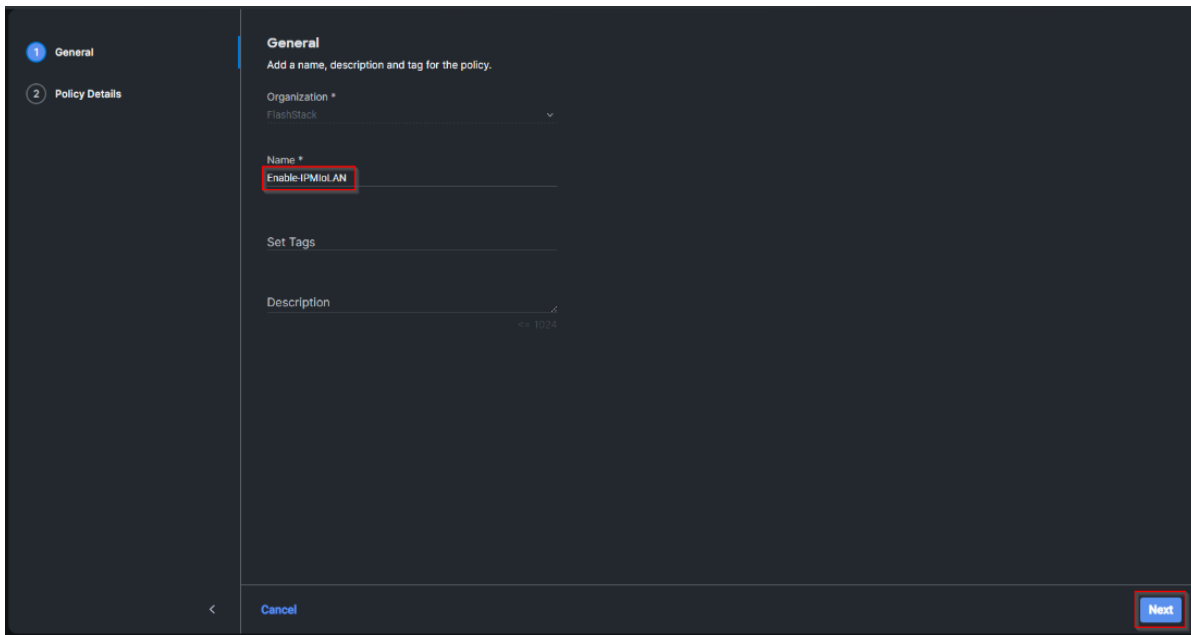 1 General
2 Policy Details
General
Add a name, description and tag for the policy.
Organization *
FlashStack
Name *
Enable-IPMIoLAN
Set Tags
Description
<= 1024
Cancel
Next